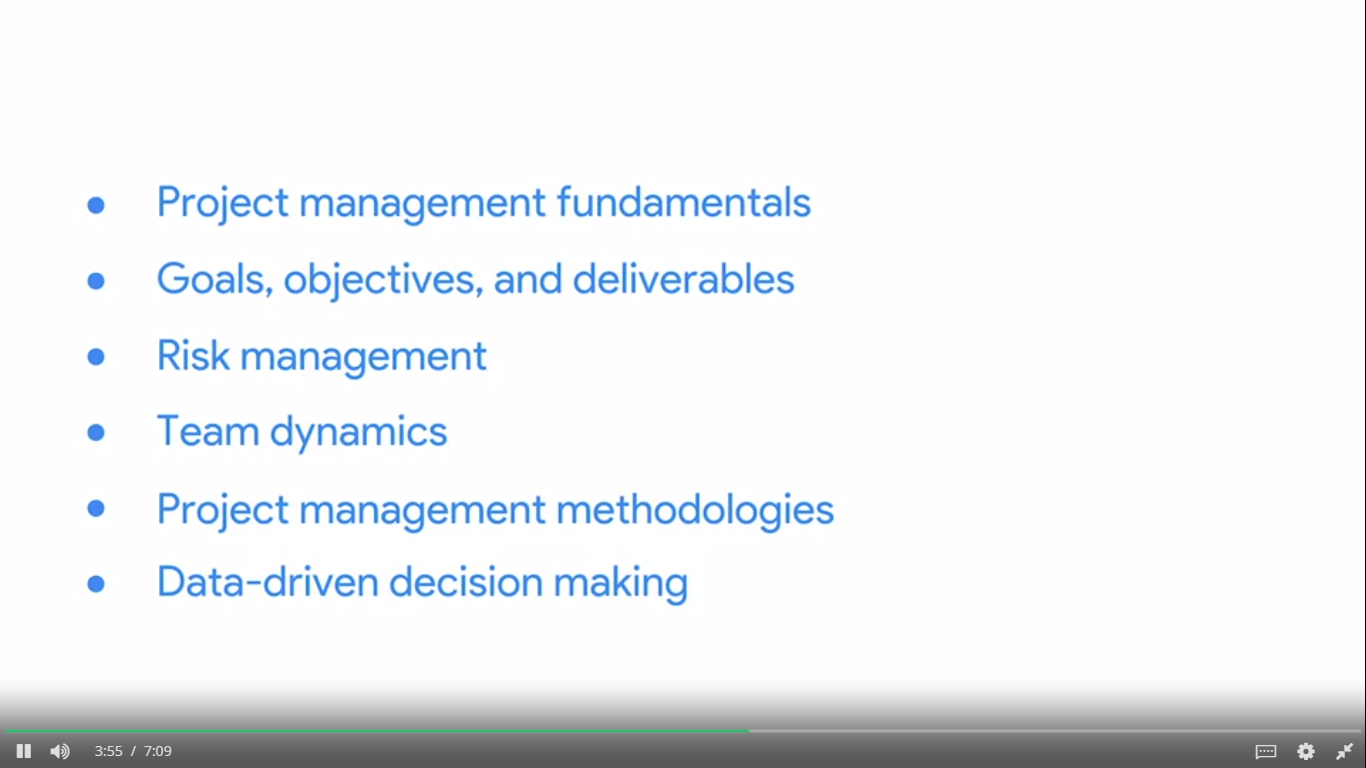 Project management fundamentals
Goals, objectives, and deliverables
Risk management
Team dynamics
Project management methodologies
Data-driven decision making
3:55 / 7:09